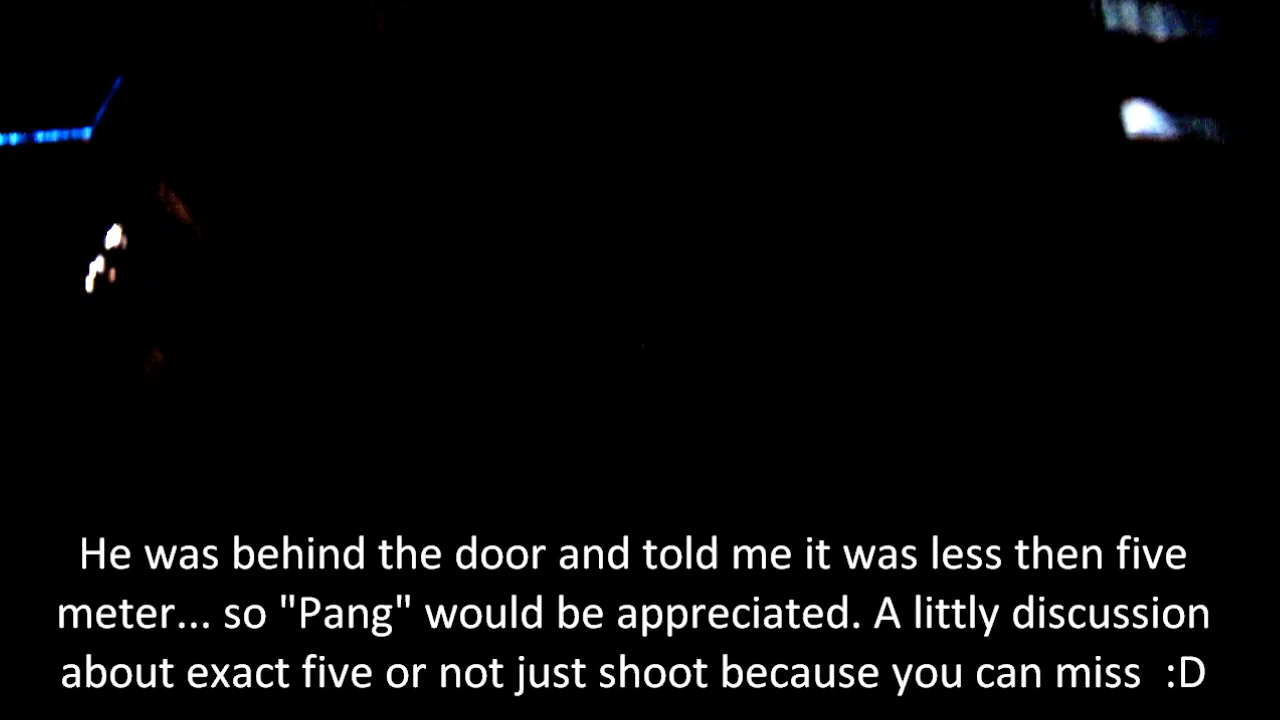 He was behind the door and told me it was less then five
meter... so "Pang" would be appreciated. A littly discussion
about exact five or not just shoot because you can miss  :D